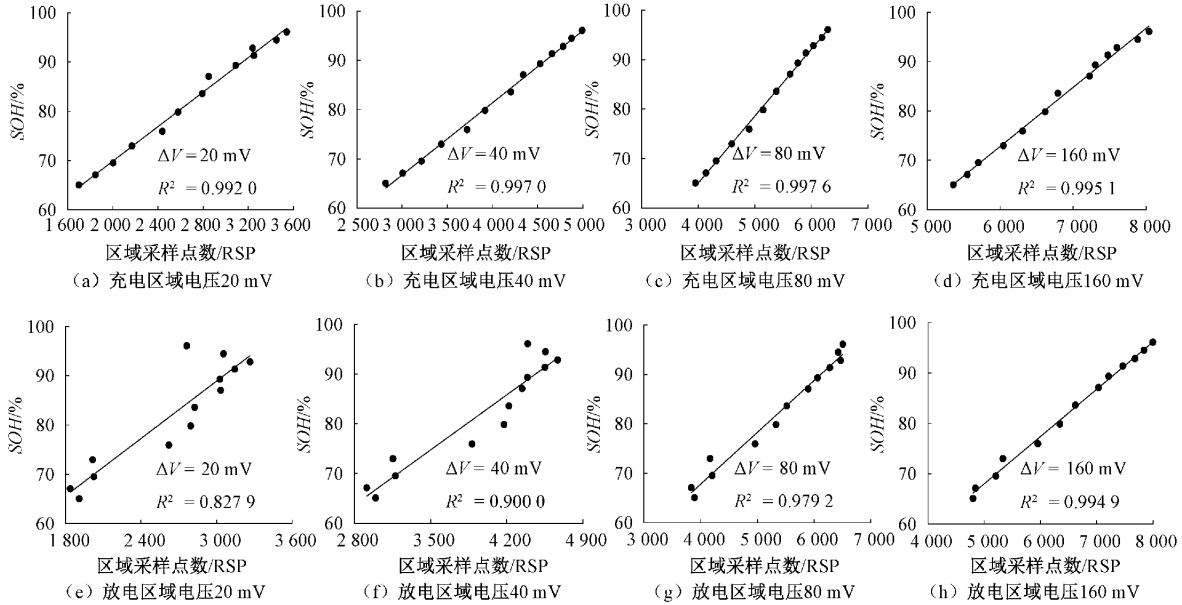 100
90
80
70
60
SOH/%
ΔV = 20 mV
R² = 0.992 0
1 600 2 000 2 400 2 800 3 200 3 600
区域采样点数/RSP
（a）充电区域电压20 mV
100
90
80
70
60
SOH/%
ΔV = 40 mV
R² = 0.997 0
2 500 3 000 3 500 4 000 4 500 5 000
区域采样点数/RSP
（b）充电区域电压40 mV
100
90
80
70
60
SOH/%
ΔV = 80 mV
R² = 0.997 6
3 000 4 000 5 000 6 000 7 000
区域采样点数/RSP
（c）充电区域电压80 mV
100
90
80
70
60
SOH/%
ΔV = 160 mV
R² = 0.995 1
5 000 6 000 7 000 8 000
区域采样点数/RSP
（d）充电区域电压160 mV
100
90
80
70
60
SOH/%
ΔV = 20 mV
R² = 0.827 9
1 800 2 400 3 000 3 600
区域采样点数/RSP
（e）放电区域电压20 mV
100
90
80
70
60
SOH/%
ΔV = 40 mV
R² = 0.900 0
2 800 3 500 4 200 4 900
区域采样点数/RSP
（f）放电区域电压40 mV
100
90
80
70
60
SOH/%
ΔV = 80 mV
R² = 0.979 2
3 000 4 000 5 000 6 000 7 000
区域采样点数/RSP
（g）放电区域电压80 mV
100
90
80
70
60
SOH/%
ΔV = 160 mV
R² = 0.994 9
4 000 5 000 6 000 7 000 8 000
区域采样点数/RSP
（h）放电区域电压160 mV